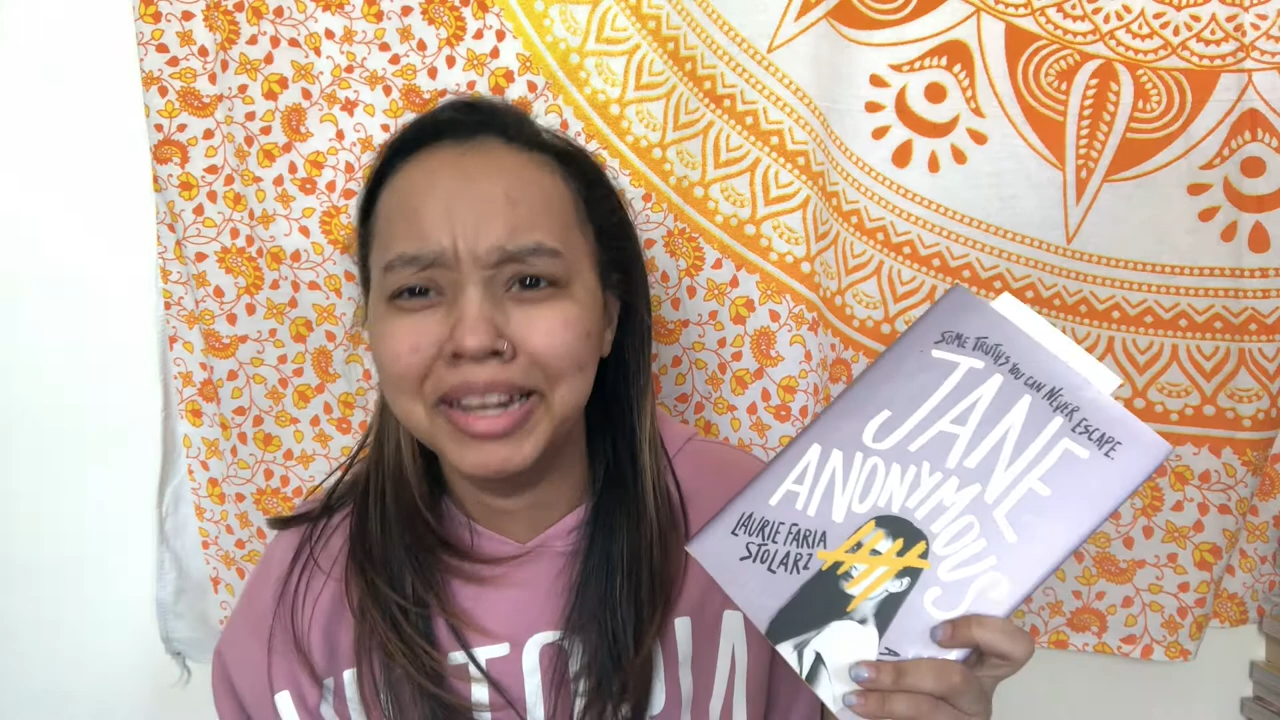 SOME TRUTHS YOU CAN NEVER ESCAPE.
JANE
ANONYMOUS
LAURIE FARIA
STOLARZ
A